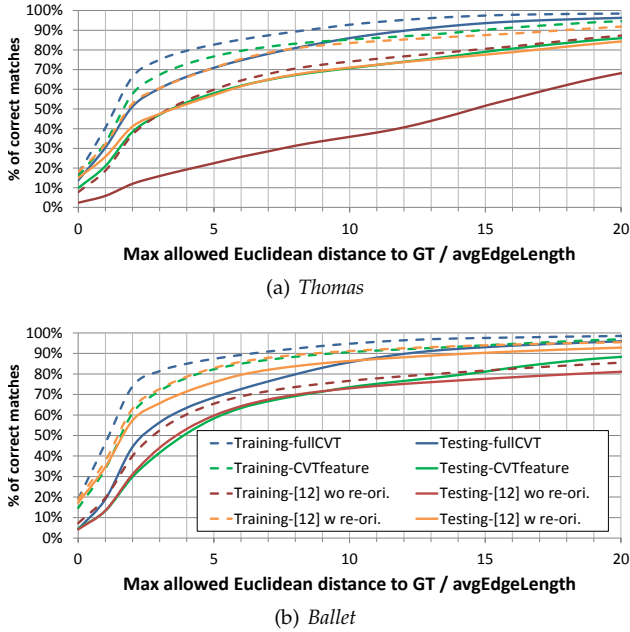 100%
90%
80%
70%
60%
50%
40%
30%
20%
10%
0%
% of correct matches
0 5 10 15 20
Max allowed Euclidean distance to GT / avgEdgeLength
(a) Thomas
100%
90%
80%
70%
60%
50%
40%
30%
20%
10%
0%
% of correct matches
Training-fullCVT Testing-fullCVT
Training-CVTfeature Testing-CVTfeature
Training-[12] wo re-ori. Testing-[12] wo re-ori.
Training-[12] w re-ori. Testing-[12] w re-ori.
0 5 10 15 20
Max allowed Euclidean distance to GT / avgEdgeLength
(b) Ballet